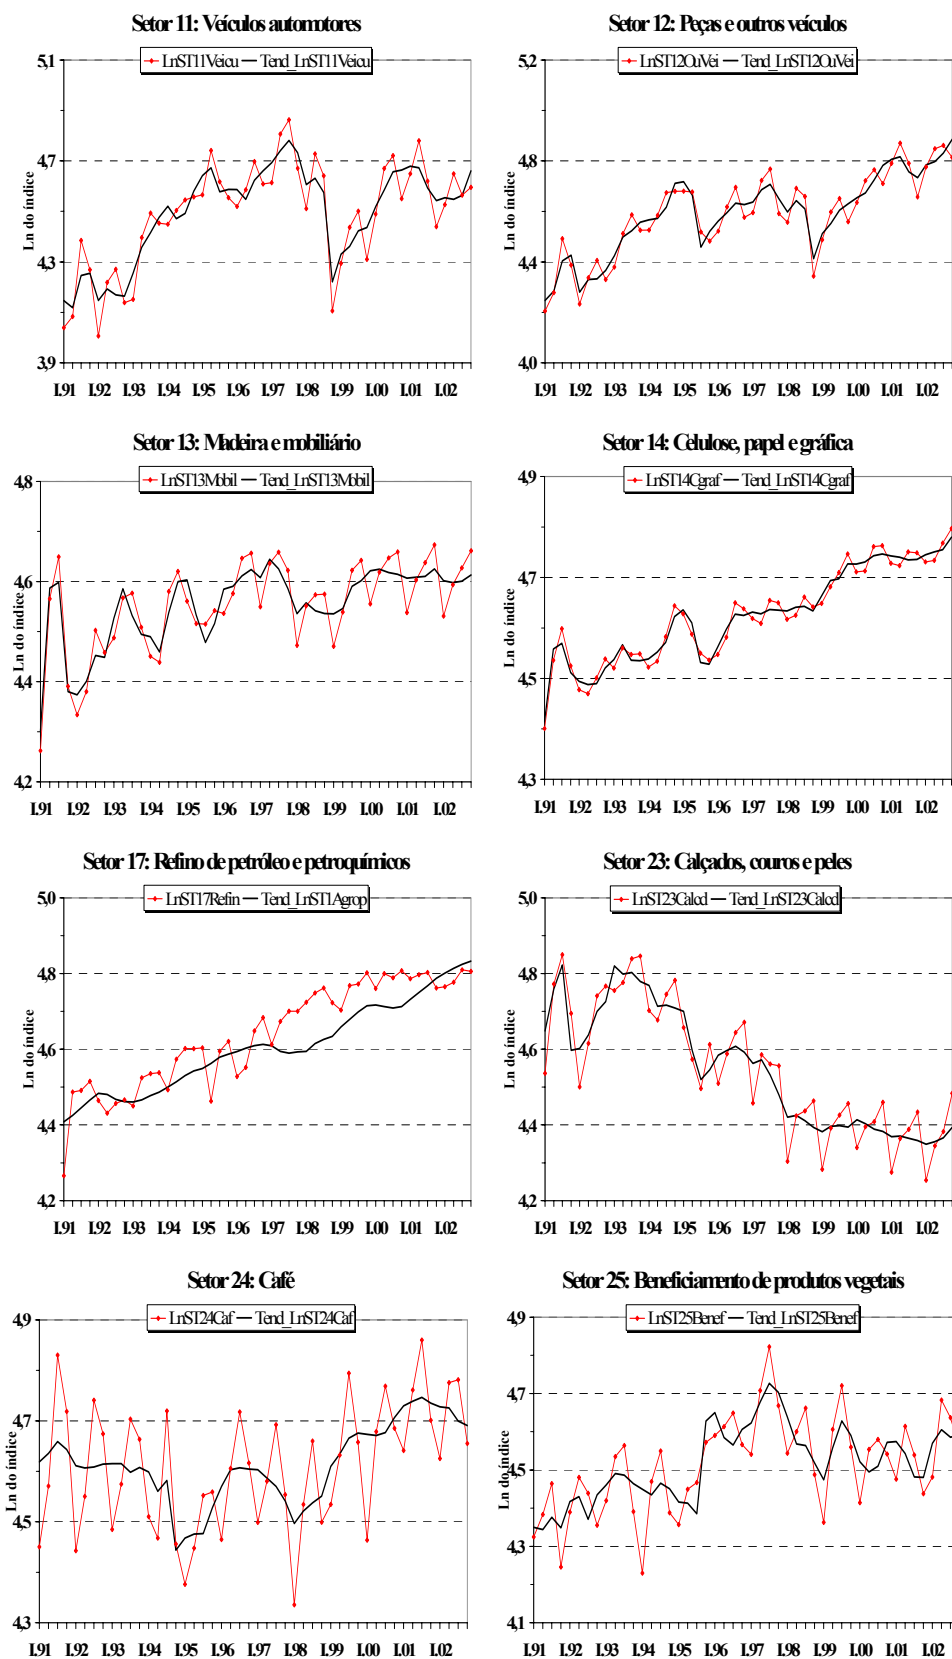 Setor 11: Veículos automotores
LnST11Veicu Tend_LnST11Veicu
Ln do índice
5,1
4,7
4,3
3,9
I.91 I.92 I.93 I.94 I.95 I.96 I.97 I.98 I.99 I.00 I.01 I.02
Setor 12: Peças e outros veículos
LnST12OuVei Tend_LnST12OuVei
Ln do índice
5,2
4,8
4,4
4,0
I.91 I.92 I.93 I.94 I.95 I.96 I.97 I.98 I.99 I.00 I.01 I.02
Setor 13: Madeira e mobiliário
LnST13Mobil Tend_LnST13Mobil
Ln do índice
4,8
4,6
4,4
4,2
I.91 I.92 I.93 I.94 I.95 I.96 I.97 I.98 I.99 I.00 I.01 I.02
Setor 14: Celulose, papel e gráfica
LnST14Cgraf Tend_LnST14Cgraf
Ln do índice
4,9
4,7
4,5
4,3
I.91 I.92 I.93 I.94 I.95 I.96 I.97 I.98 I.99 I.00 I.01 I.02
Setor 17: Refino de petróleo e petroquímicos
LnST17Refin Tend_LnST1Agrop
Ln do índice
5,0
4,8
4,6
4,4
4,2
I.91 I.92 I.93 I.94 I.95 I.96 I.97 I.98 I.99 I.00 I.01 I.02
Setor 23: Calçados, couros e peles
LnST23Calcd Tend_LnST23Calcd
Ln do índice
5,0
4,8
4,6
4,4
4,2
I.91 I.92 I.93 I.94 I.95 I.96 I.97 I.98 I.99 I.00 I.01 I.02
Setor 24: Café
LnST24Caf Tend_LnST24Caf
Ln do índice
4,9
4,7
4,5
4,3
I.91 I.92 I.93 I.94 I.95 I.96 I.97 I.98 I.99 I.00 I.01 I.02
Setor 25: Beneficiamento de produtos vegetais
LnST25Benef Tend_LnST25Benef
Ln do índice
4,9
4,7
4,5
4,3
4,1
I.91 I.92 I.93 I.94 I.95 I.96 I.97 I.98 I.99 I.00 I.01 I.02